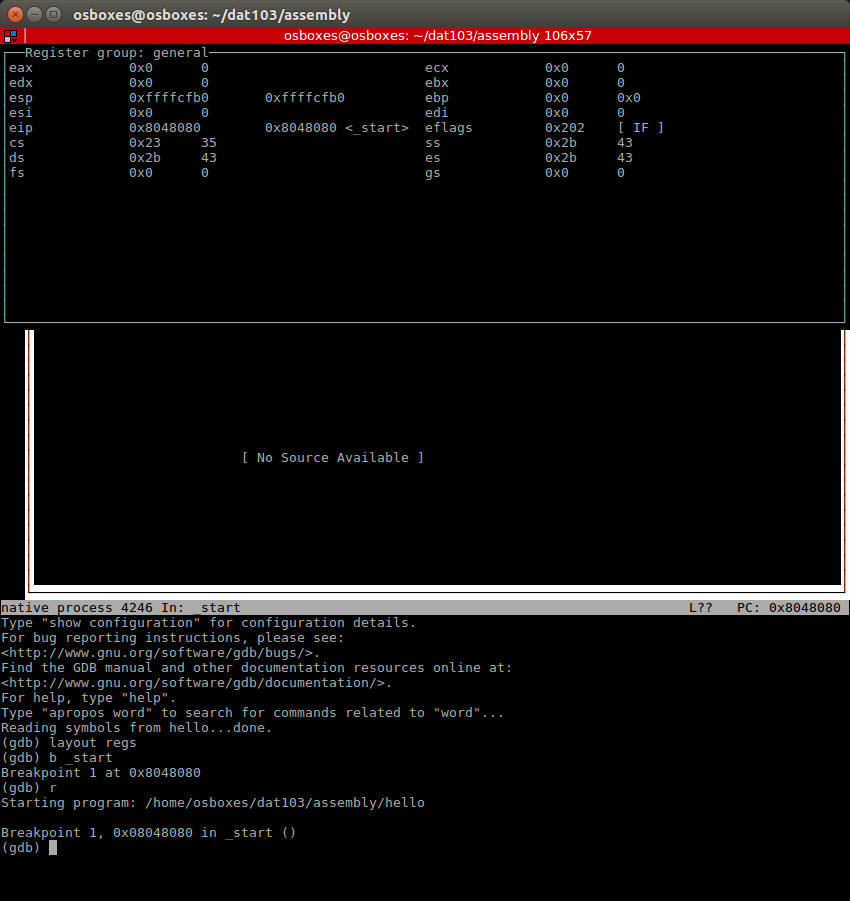 osboxes@osboxes: ~/dat103/assembly
osboxes@osboxes: ~/dat103/assembly 106x57
Register group: general
eax 0x0 0 ecx 0x0 0
edx 0x0 0 ebx 0x0 0
esp 0xffffcfb0 0xffffcfb0 ebp 0x0 0x0
esi 0x0 0 edi 0x0 0
eip 0x8048080 0x8048080 <_start> eflags 0x202 [ IF ]
cs 0x23 35 ss 0x2b 43
ds 0x2b 43 es 0x2b 43
fs 0x0 0 gs 0x0 0
[ No Source Available ]
native process 4246 In: _start L?? PC: 0x8048080
Type "show configuration" for configuration details.
For bug reporting instructions, please see:
<http://www.gnu.org/software/gdb/bugs/>.
Find the GDB manual and other documentation resources online at:
<http://www.gnu.org/software/gdb/documentation/>.
For help, type "help".
Type "apropos word" to search for commands related to "word"...
Reading symbols from hello...done.
(gdb) layout regs
(gdb) b _start
Breakpoint 1 at 0x8048080
(gdb) r
Starting program: /home/osboxes/dat103/assembly/hello
Breakpoint 1, 0x08048080 in _start ()
(gdb)